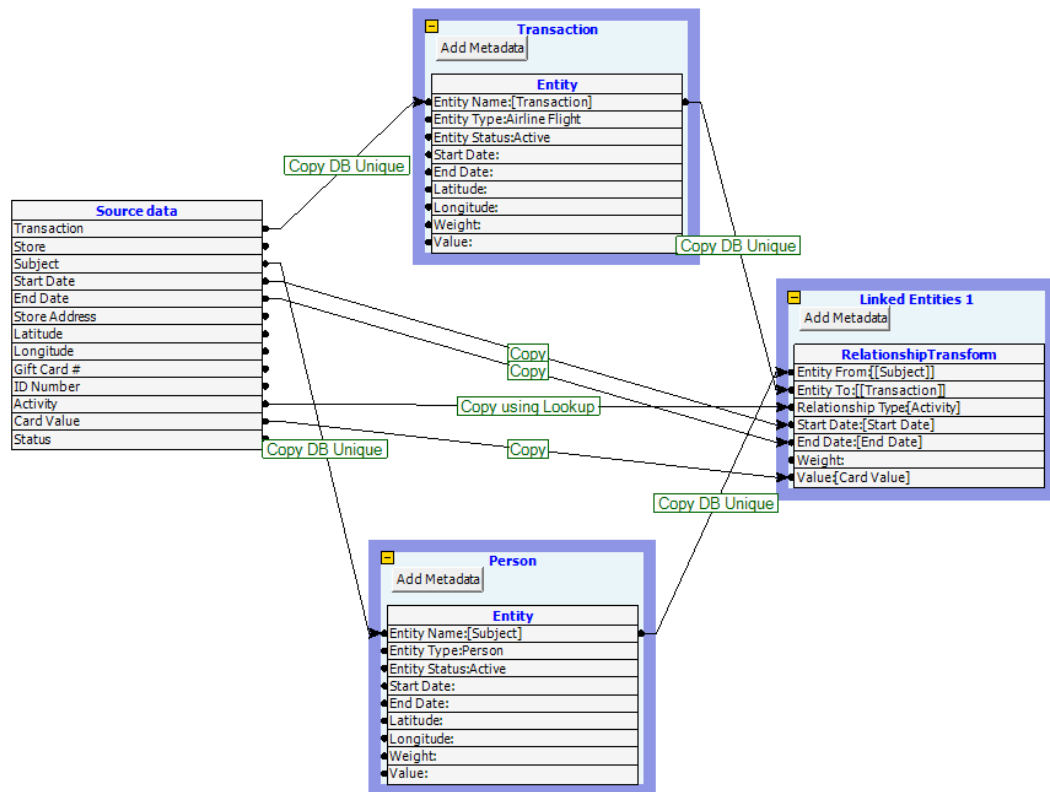 Transaction
Add Metadata
Entity
Entity Name:[Transaction]
Entity Type:Airline Flight
Entity Status:Active
Start Date:
End Date:
Latitude:
Longitude:
Weight:
Value:
Copy DB Unique
Copy DB Unique
Source data
Transaction
Store
Subject
Start Date
End Date
Store Address
Latitude
Longitude
Gift Card #
ID Number
Activity
Card Value
Status
Copy DB Unique
Copy
Copy
Copy using Lookup
Copy
Linked Entities 1
Add Metadata
RelationshipTransform
Entity From:[[Subject]]
Entity To:[[Transaction]]
Relationship Type:[Activity]
Start Date:[Start Date]
End Date:[End Date]
Weight:
Value:[Card Value]
Copy DB Unique
Person
Add Metadata
Entity
Entity Name:[Subject]
Entity Type:Person
Entity Status:Active
Start Date:
End Date:
Latitude:
Longitude:
Weight:
Value: